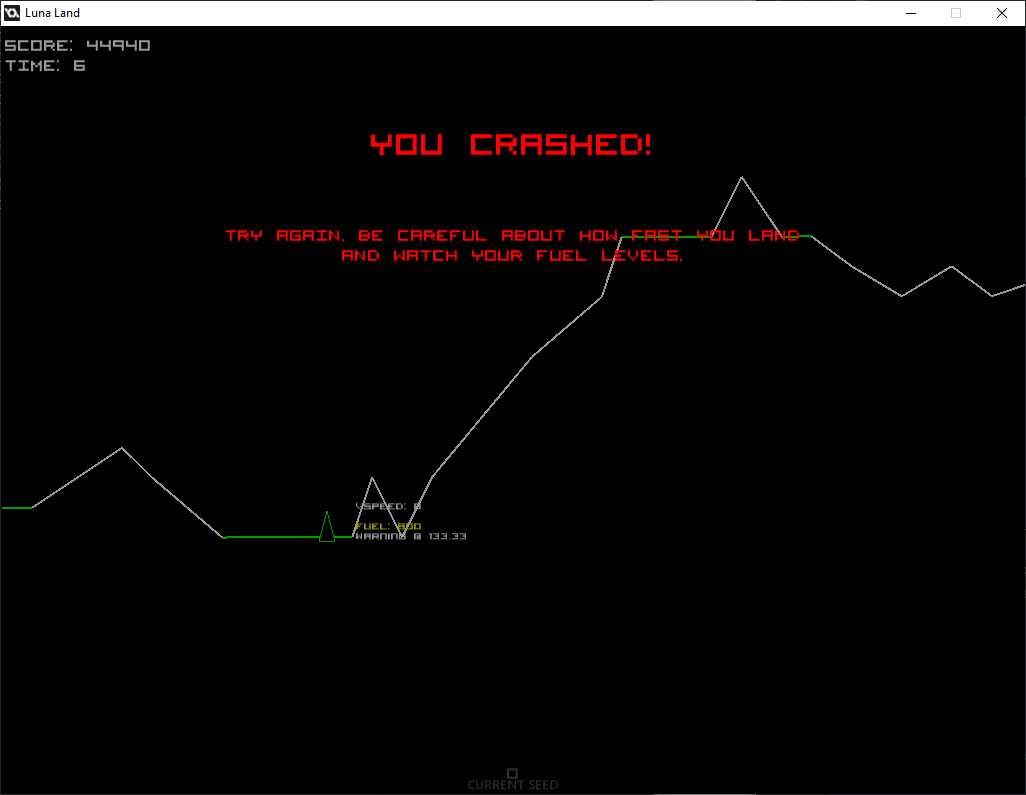 Luna Land
SCORE: 44940
TIME: 6
YOU CRASHED!
TRY AGAIN. BE CAREFUL ABOUT HOW FAST YOU LAND
AND WATCH YOUR FUEL LEVELS.
VSPEED: 0
FUEL: 800
WARNING @ 133.33
CURRENT SEED